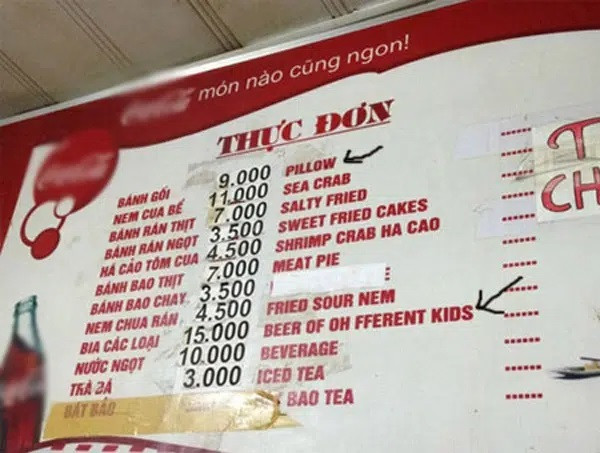 món nào cũng ngon!
THỰC ĐƠN
BÁNH GỐI 9.000 PILLOW
NEM CUA BỂ 11.000 SEA CRAB
BÁNH RÁN THỊT 7.000 SALTY FRIED
BÁNH RÁN NGỌT 3.500 SWEET FRIED CAKES
HÁ CẢO TÔM CUA 4.500 SHRIMP CRAB HA CAO
BÁNH BAO THỊT 7.000 MEAT PIE
BÁNH BAO CHAY 3.500
NEM CHUA RÁN 4.500 FRIED SOUR NEM
BIA CÁC LOẠI 15.000 BEER OF OH FFERENT KIDS
NƯỚC NGỌT 10.000 BEVERAGE
TRÀ ĐÁ 3.000 ICED TEA
BÁT BẢO BAO TEA